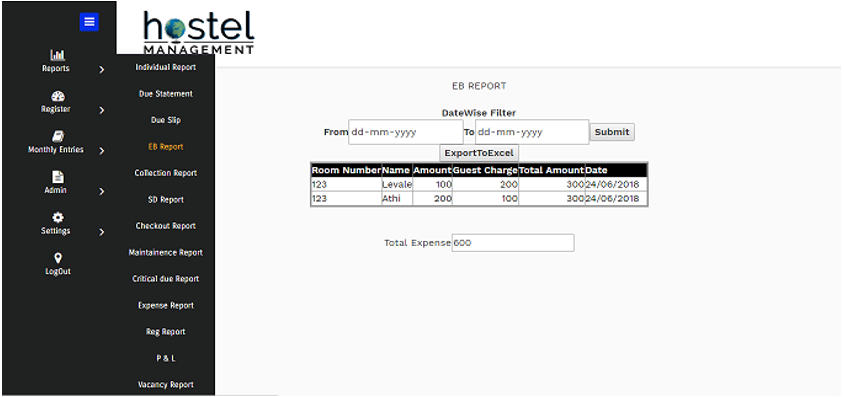 hostel
MANAGEMENT
Reports
Register
Monthly Entries
Admin
Settings
LogOut
Individual Report
Due Statement
Due Slip
EB Report
Collection Report
SD Report
Checkout Report
Maintainence Report
Critical due Report
Expense Report
Reg Report
P & L
Vacancy Report
EB REPORT
DateWise Filter
From dd-mm-yyyy To dd-mm-yyyy Submit
ExportToExcel
Room Number Name Amount Guest Charge Total Amount Date
123 Levale 100 200 300 24/06/2018
123 Athi 200 100 300 24/06/2018
Total Expense 600